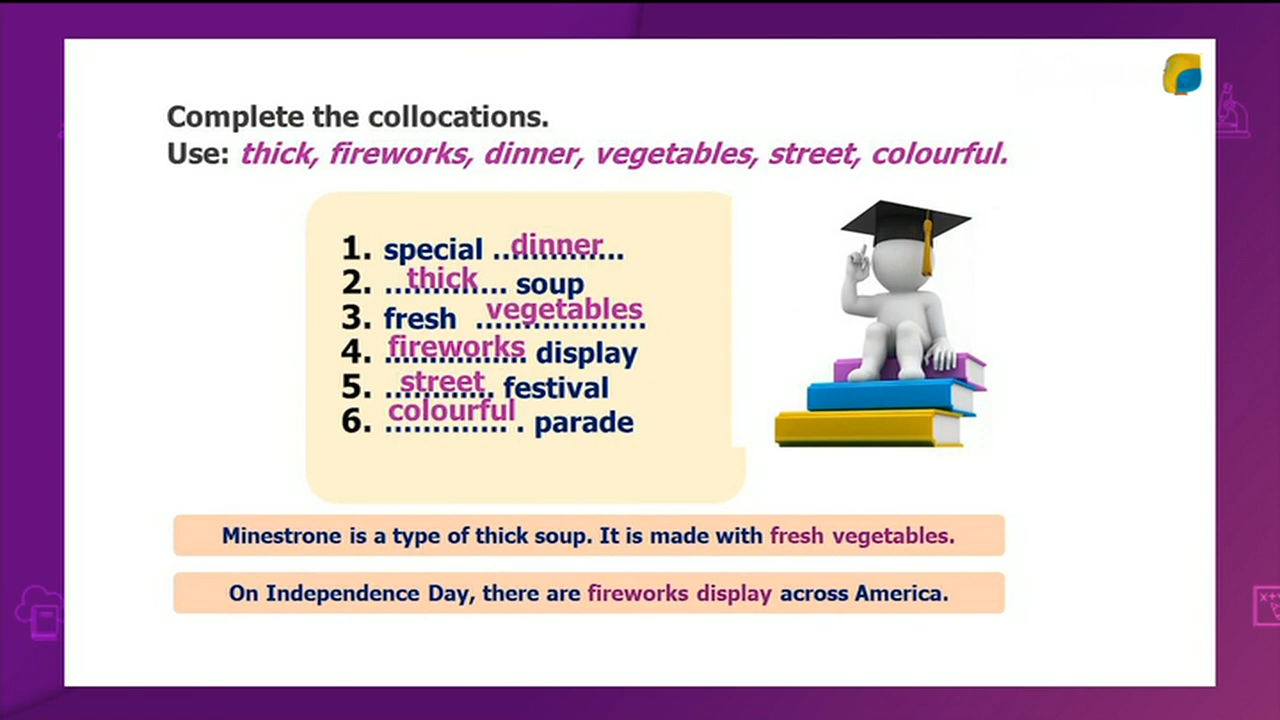 Complete the collocations.
Use: thick, fireworks, dinner, vegetables, street, colourful.
1. special ..dinner...
2. ...thick... soup
3. fresh vegetables
4. fireworks display
5. ..street. festival
6. colourful . parade
Minestrone is a type of thick soup. It is made with fresh vegetables.
On Independence Day, there are fireworks display across America.